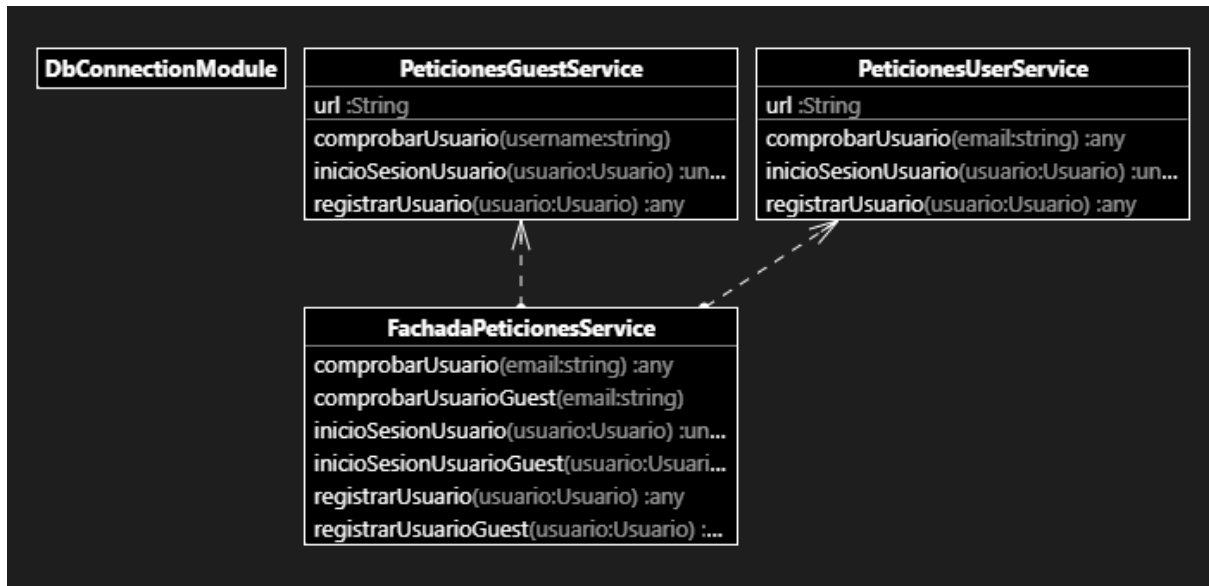 DbConnectionModule
PeticionesGuestService
url :String
comprobarUsuario(username:string)
inicioSesionUsuario(usuario:Usuario) :un...
registrarUsuario(usuario:Usuario) :any
PeticionesUserService
url :String
comprobarUsuario(email:string) :any
inicioSesionUsuario(usuario:Usuario) :un...
registrarUsuario(usuario:Usuario) :any
FachadaPeticionesService
comprobarUsuario(email:string) :any
comprobarUsuarioGuest(email:string)
inicioSesionUsuario(usuario:Usuario) :un...
inicioSesionUsuarioGuest(usuario:Usuari...
registrarUsuario(usuario:Usuario) :any
registrarUsuarioGuest(usuario:Usuario) :...